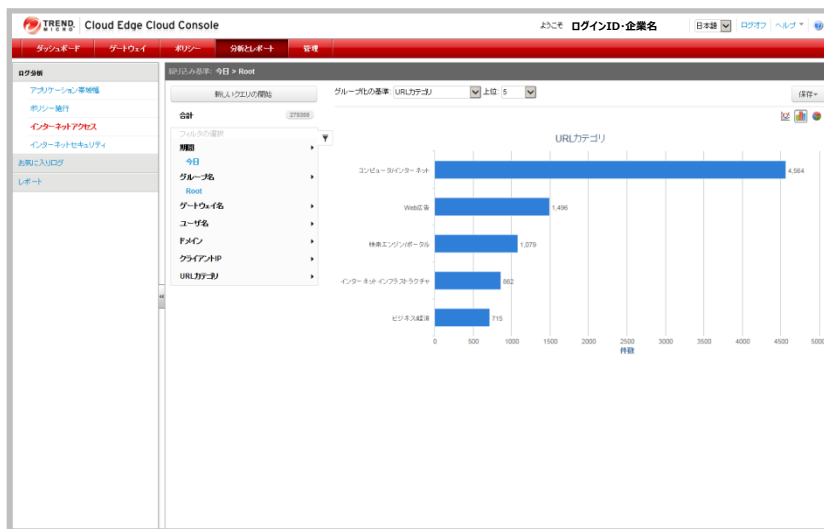 TREND MICRO Cloud Edge Cloud Console
ようこそ ログインID・企業名 日本語 ログオフ ヘルプ
ダッシュボード ゲートウェイ ポリシー 分析とレポート 管理
ログ分析
アプリケーション帯域幅
ポリシー施行
インターネットアクセス
インターネットセキュリティ
お気に入りログ
レポート
絞り込み基準: 今日 > Root
新しいクエリの開始
グループ化の基準: URLカテゴリ 上位: 5
保存
合計
フィルタの選択
期間
今日
グループ名
Root
ゲートウェイ名
ユーザ名
ドメイン
クライアントIP
URLカテゴリ
URLカテゴリ
コンピュータ/インターネット 4,564
Web広告 1,496
検索エンジン/ポータル 1,079
インターネットインフラストラクチャ 862
ビジネス/経済 715
0 500 1000 1500 2000 2500 3000 3500 4000 4500 5000
件数